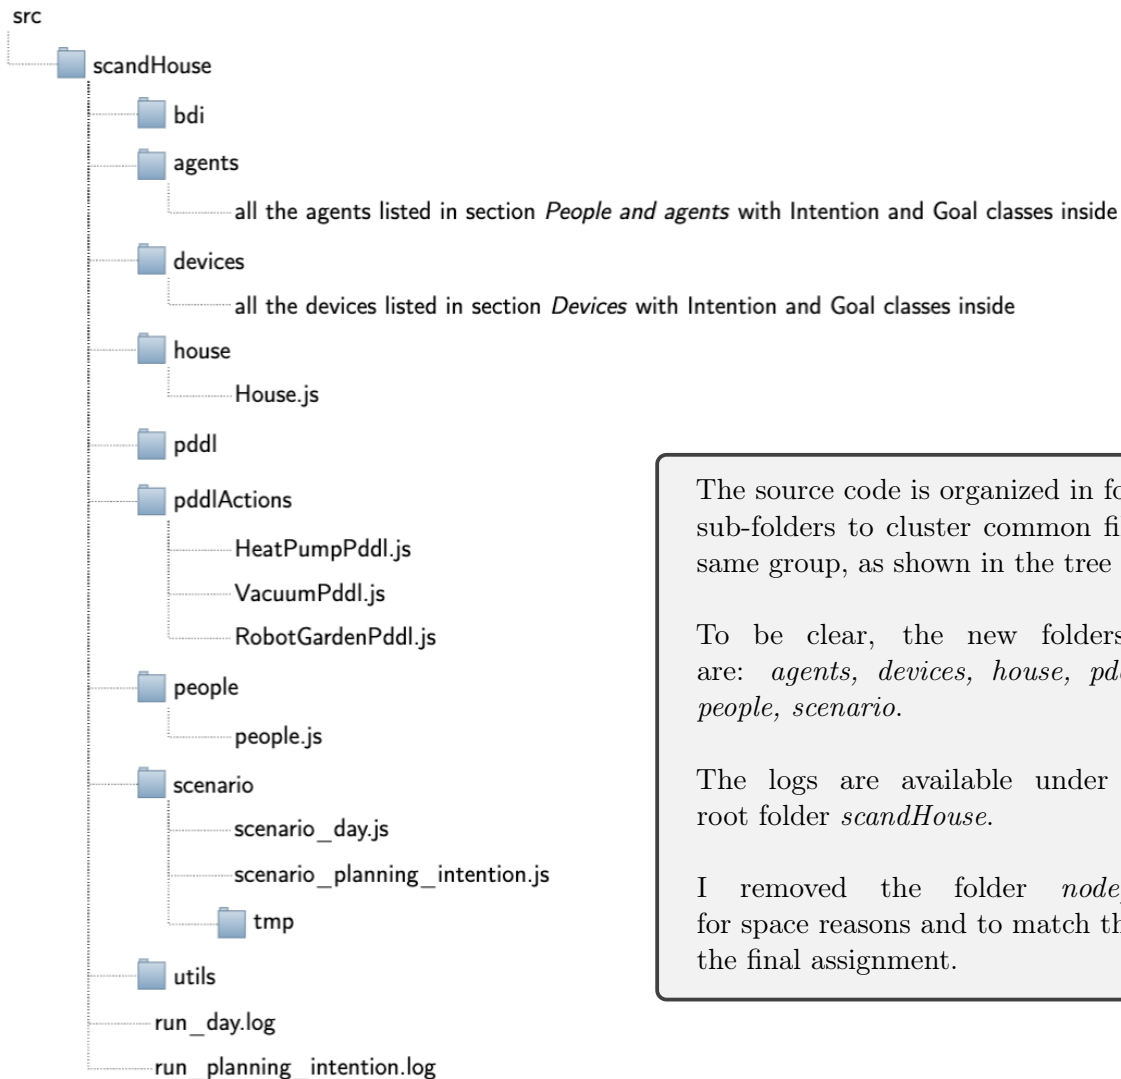 src
scandHouse
bdi
agents
all the agents listed in section People and agents with Intention and Goal classes inside
devices
all the devices listed in section Devices with Intention and Goal classes inside
house
House.js
pddl
pddlActions
HeatPumpPddl.js
VacuumPddl.js
RobotGardenPddl.js
people
people.js
scenario
scenario_day.js
scenario_planning_intention.js
tmp
utils
run_day.log
run_planning_intention.log
The source code is organized in
sub-folders to cluster common
same group, as shown in the tree
To be clear, the new folders
are: agents, devices, house,
people, scenario.
The logs are available under
root folder scandHouse.
I removed the folder
for space reasons and to match
the final assignment.